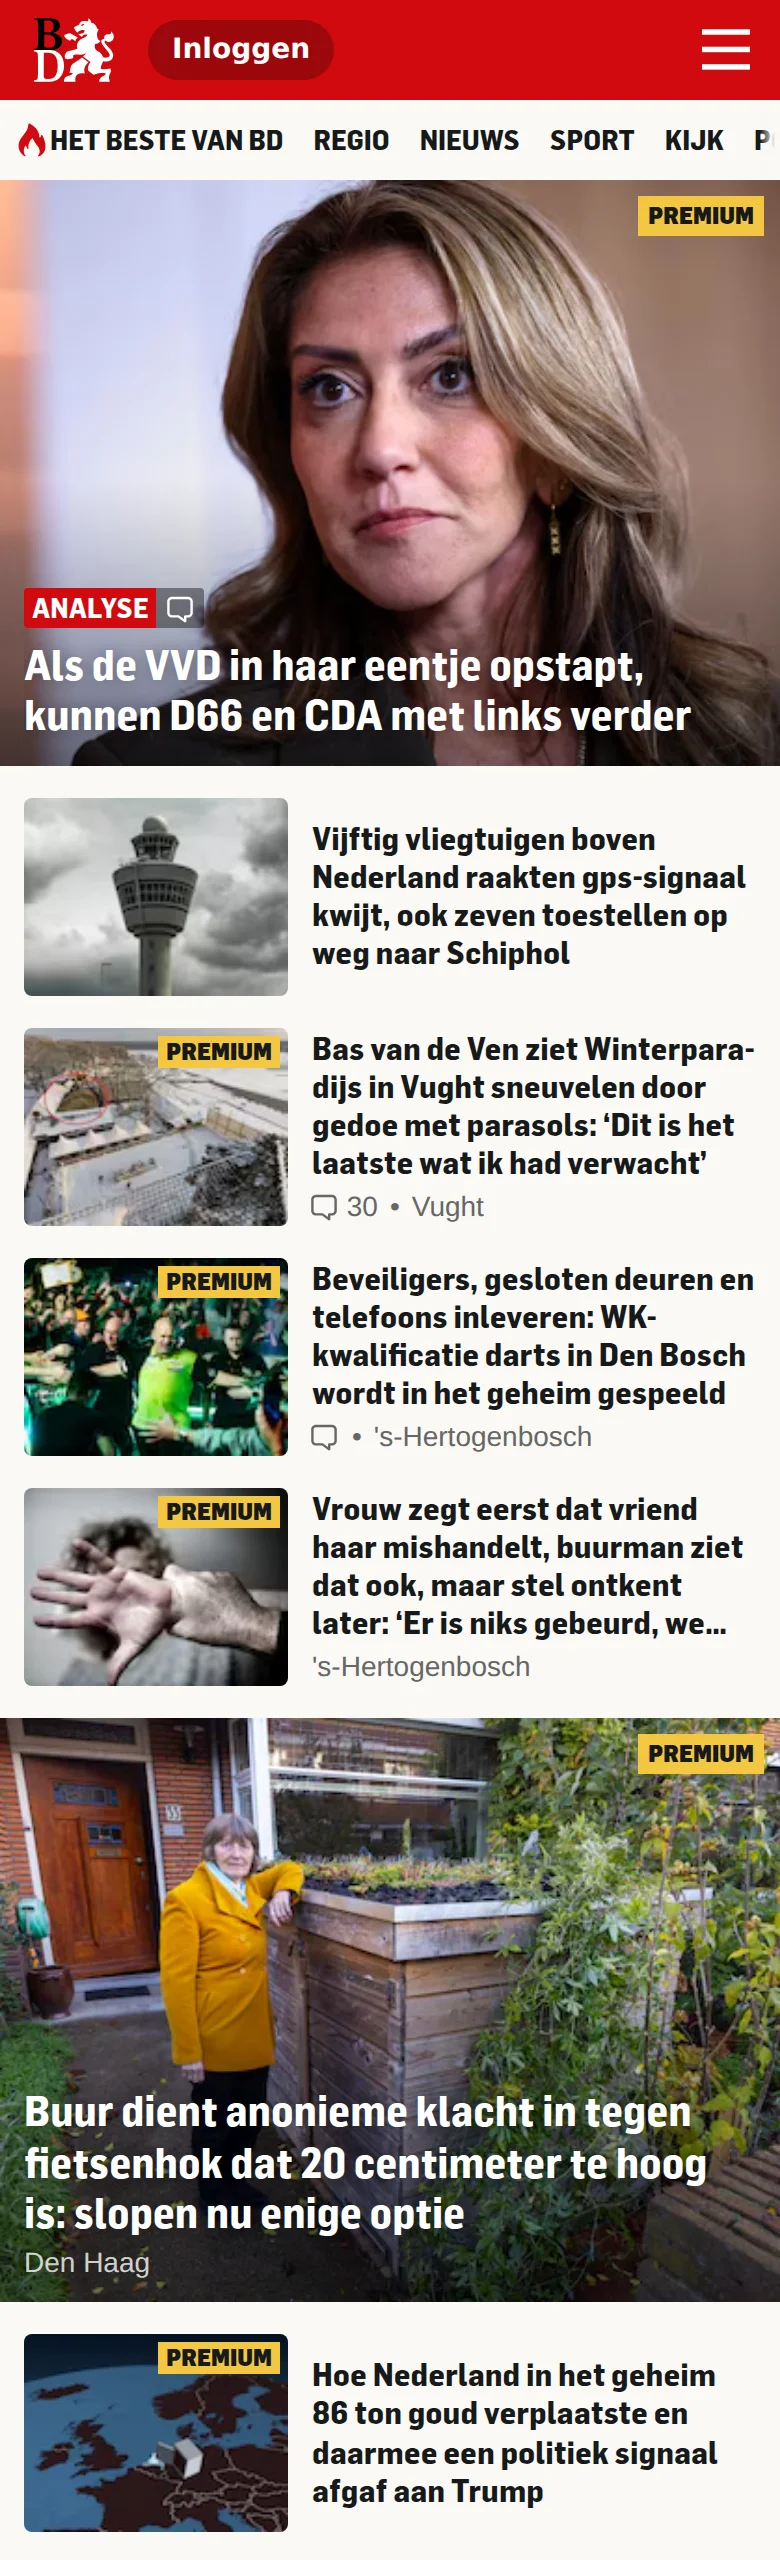 B
D
Inloggen
HET BESTE VAN BD REGIO NIEUWS SPORT KIJK
PREMIUM
ANALYSE
Als de VVD in haar eentje opstapt,
kunnen D66 en CDA met links verder
Vijftig vliegtuigen boven
Nederland raakten gps-signaal
kwijt, ook zeven toestellen op
weg naar Schiphol
PREMIUM
Bas van de Ven ziet Winterpara-
dijs in Vught sneuvelen door
gedoe met parasols: ‘Dit is het
laatste wat ik had verwacht’
30 • Vught
PREMIUM
Beveiligers, gesloten deuren en
telefoons inleveren: WK-
kwalificatie darts in Den Bosch
wordt in het geheim gespeeld
• 's-Hertogenbosch
PREMIUM
Vrouw zegt eerst dat vriend
haar mishandelt, buurman ziet
dat ook, maar stel ontkent
later: ‘Er is niks gebeurd, we...
's-Hertogenbosch
PREMIUM
Buur dient anonieme klacht in tegen
fietsenhok dat 20 centimeter te hoog
is: slopen nu enige optie
Den Haag
PREMIUM
Hoe Nederland in het geheim
86 ton goud verplaatste en
daarmee een politiek signaal
afgaf aan Trump